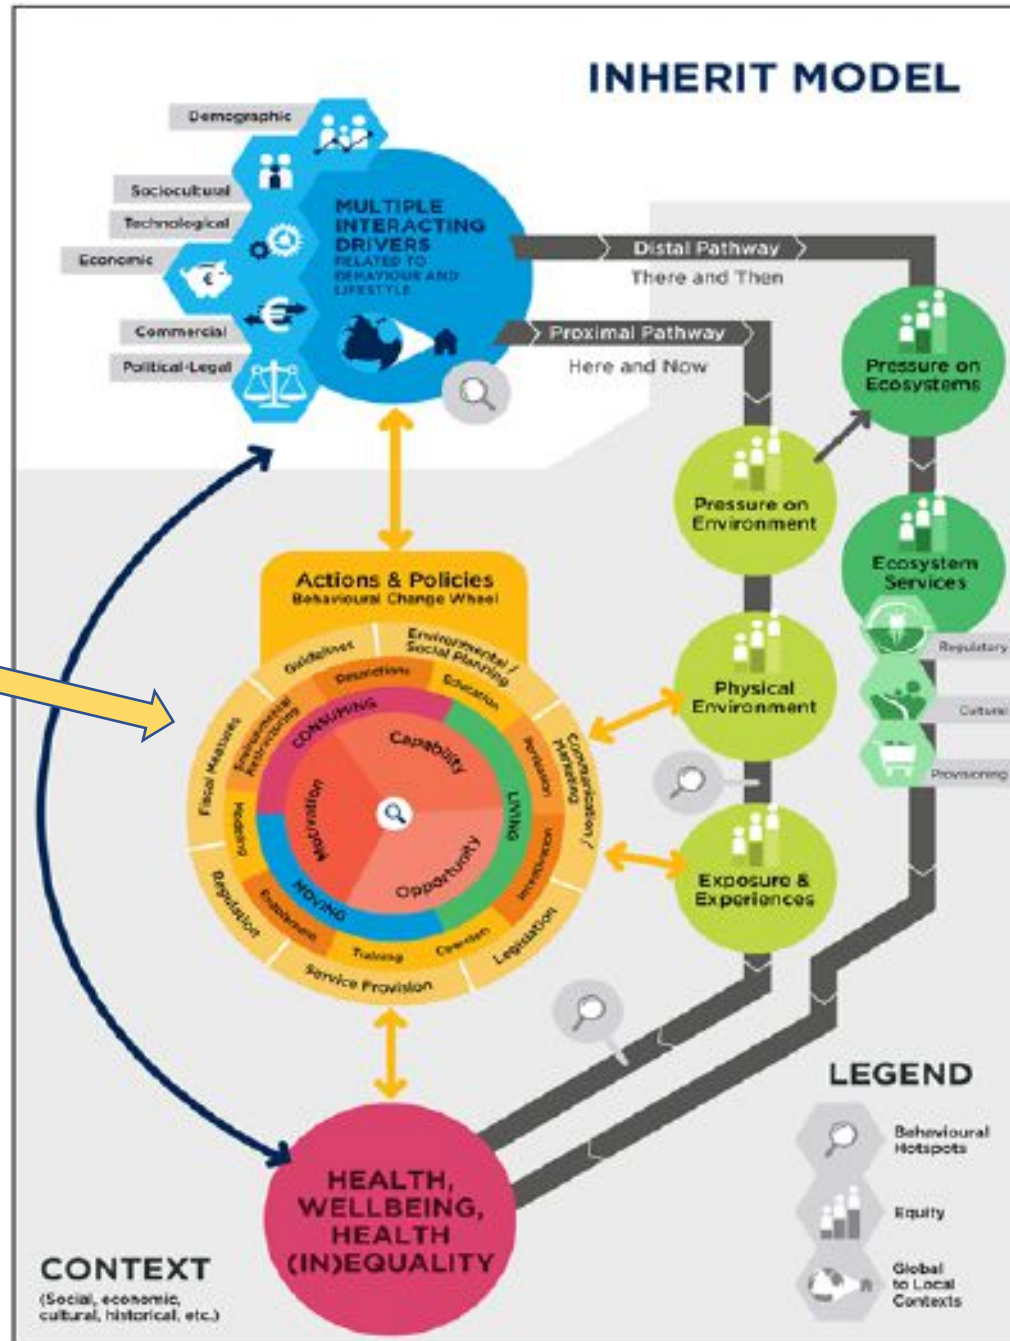 INHERIT MODEL
Demographic
Sociocultural
Technological
Economic
Commercial
Political-Legal
MULTIPLE
INTERACTING
DRIVERS
RELATED TO
BEHAVIOUR AND
LIFESTYLE
Distal Pathway
There and Then
Proximal Pathway
Here and Now
Pressure on
Ecosystems
Pressure on
Environment
Ecosystem
Services
Regulatory
Cultural
Provisioning
Physical
Environment
Exposure &
Experiences
Actions & Policies
Behavioural Change Wheel
Guidelines
Environmental /
Social Planning
Communication /
Marketing
Legislation
Service Provision
Regulation
Fiscal Measures
Restrictions
Education
Persuasion
Incentivisation
Coercion
Training
Enablement
Modeling
Environmental
Restructuring
CONSUMING
LIVING
MOVING
Capability
Opportunity
Motivation
HEALTH,
WELLBEING,
HEALTH
(IN)EQUALITY
CONTEXT
(Social, economic,
cultural, historical, etc.)
LEGEND
Behavioural
Hotspots
Equity
Global
to Local
Contexts